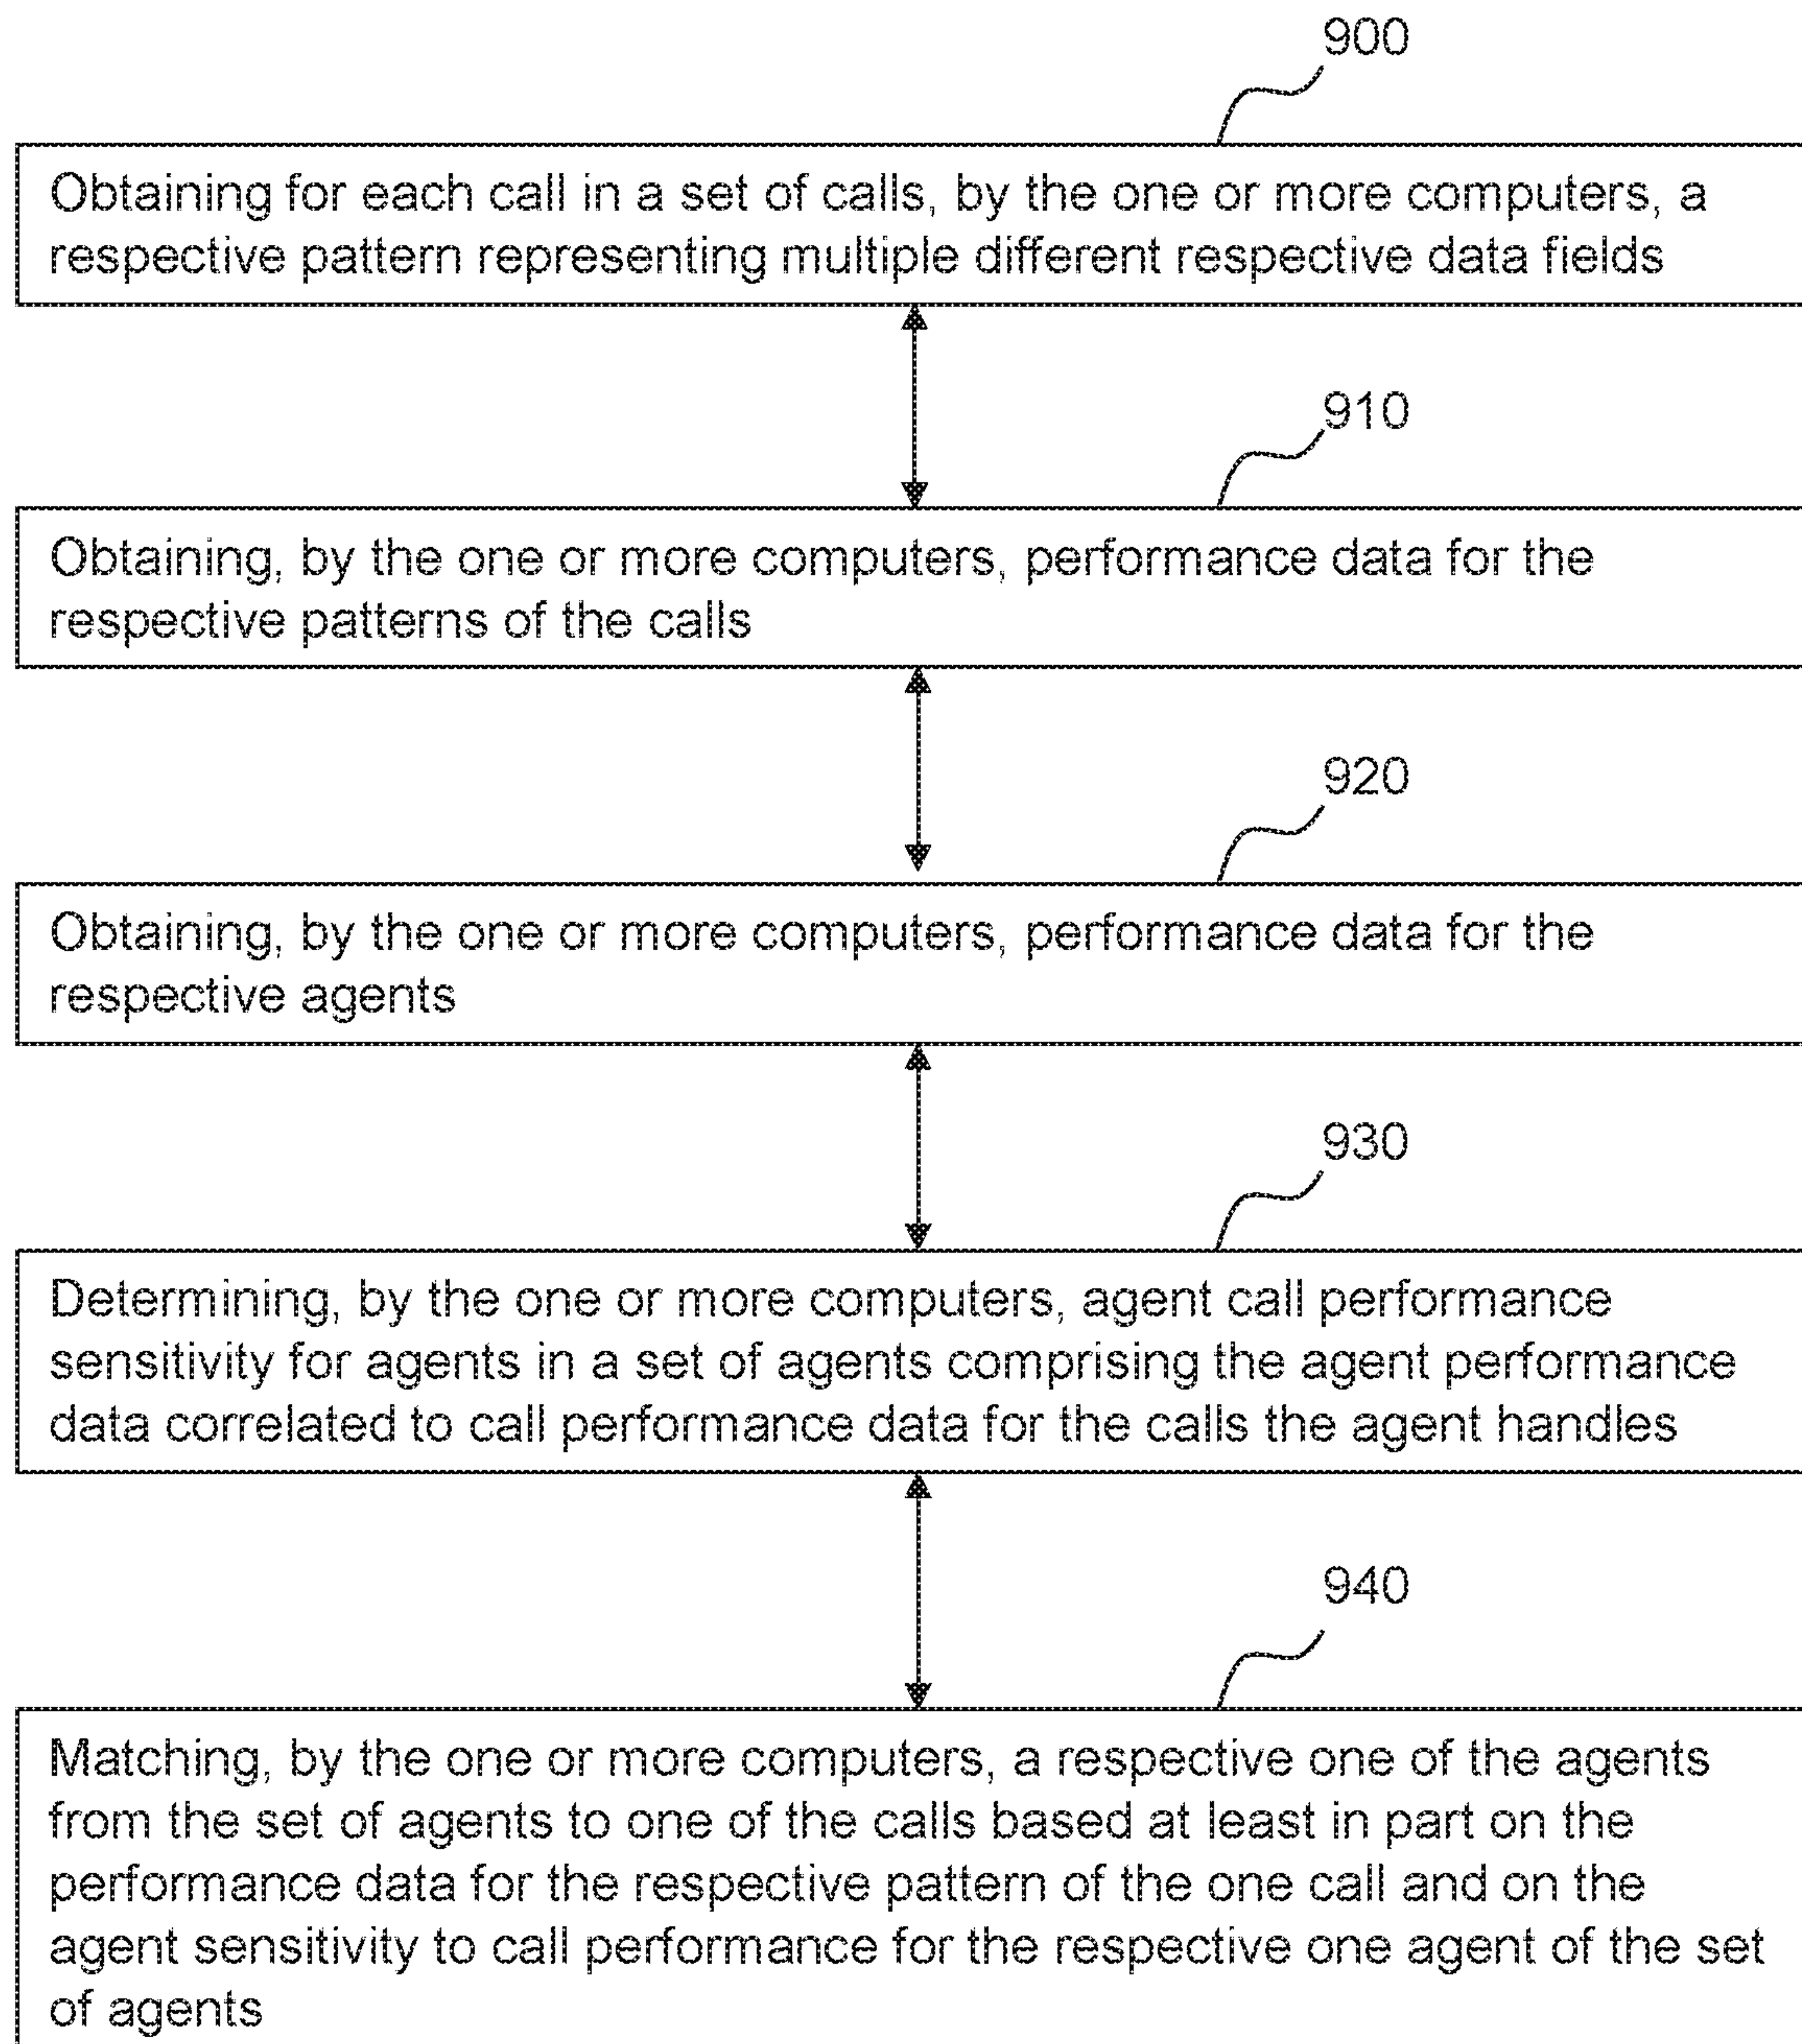 900
Obtaining for each call in a set of calls, by the one or more computers, a
respective pattern representing multiple different respective data fields
910
Obtaining, by the one or more computers, performance data for the
respective patterns of the calls
920
Obtaining, by the one or more computers, performance data for the
respective agents
930
Determining, by the one or more computers, agent call performance
sensitivity for agents in a set of agents comprising the agent performance
data correlated to call performance data for the calls the agent handles
940
Matching, by the one or more computers, a respective one of the agents
from the set of agents to one of the calls based at least in part on the
performance data for the respective pattern of the one call and on the
agent sensitivity to call performance for the respective one agent of the set
of agents